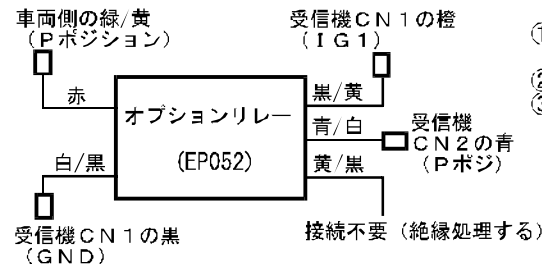 車両側の緑/黄
(Pポジション)
受信機CN1の橙
(IG1)
①
②
③
赤
黒/黄
オプションリレー
青/白
受信機
CN2の青
(Pポジ)
(EP052)
白/黒
黄/黒
接続不要(絶縁処理する)
受信機CN1の黒
(GND)